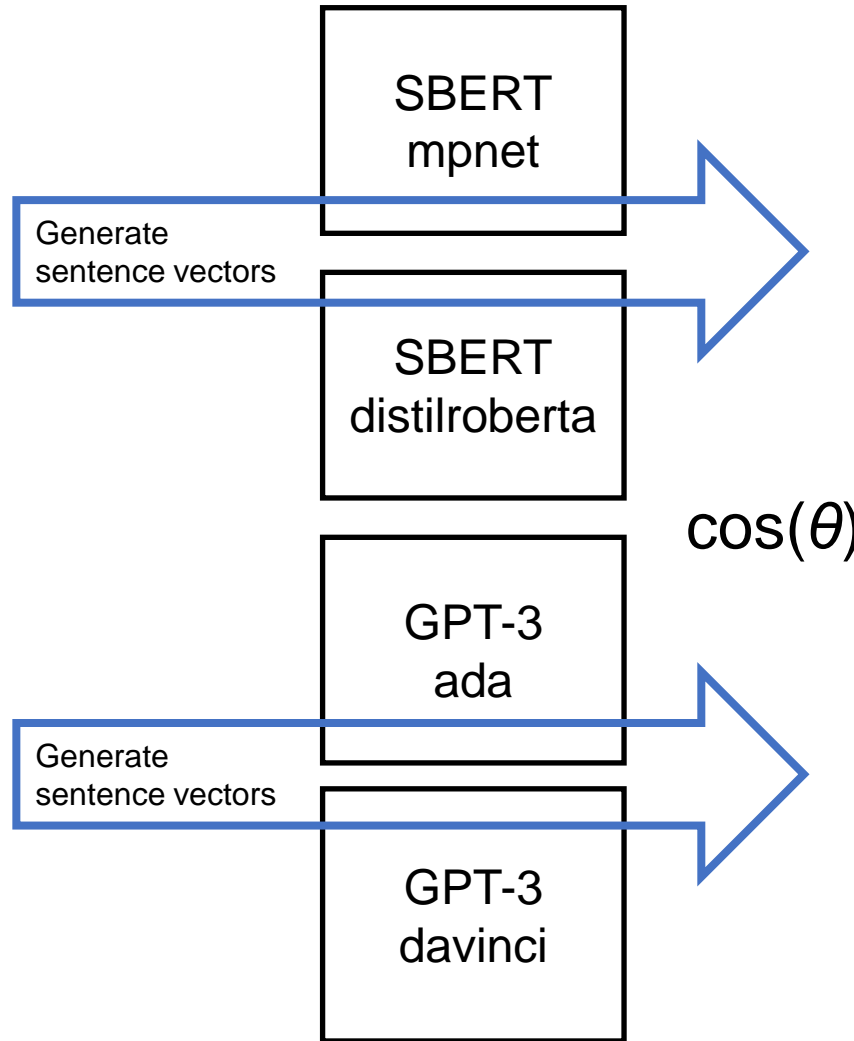 SBERT
mpnet
Generate
sentence vectors
SBERT
distilroberta
cos(θ)
GPT-3
ada
Generate
sentence vectors
GPT-3
davinci